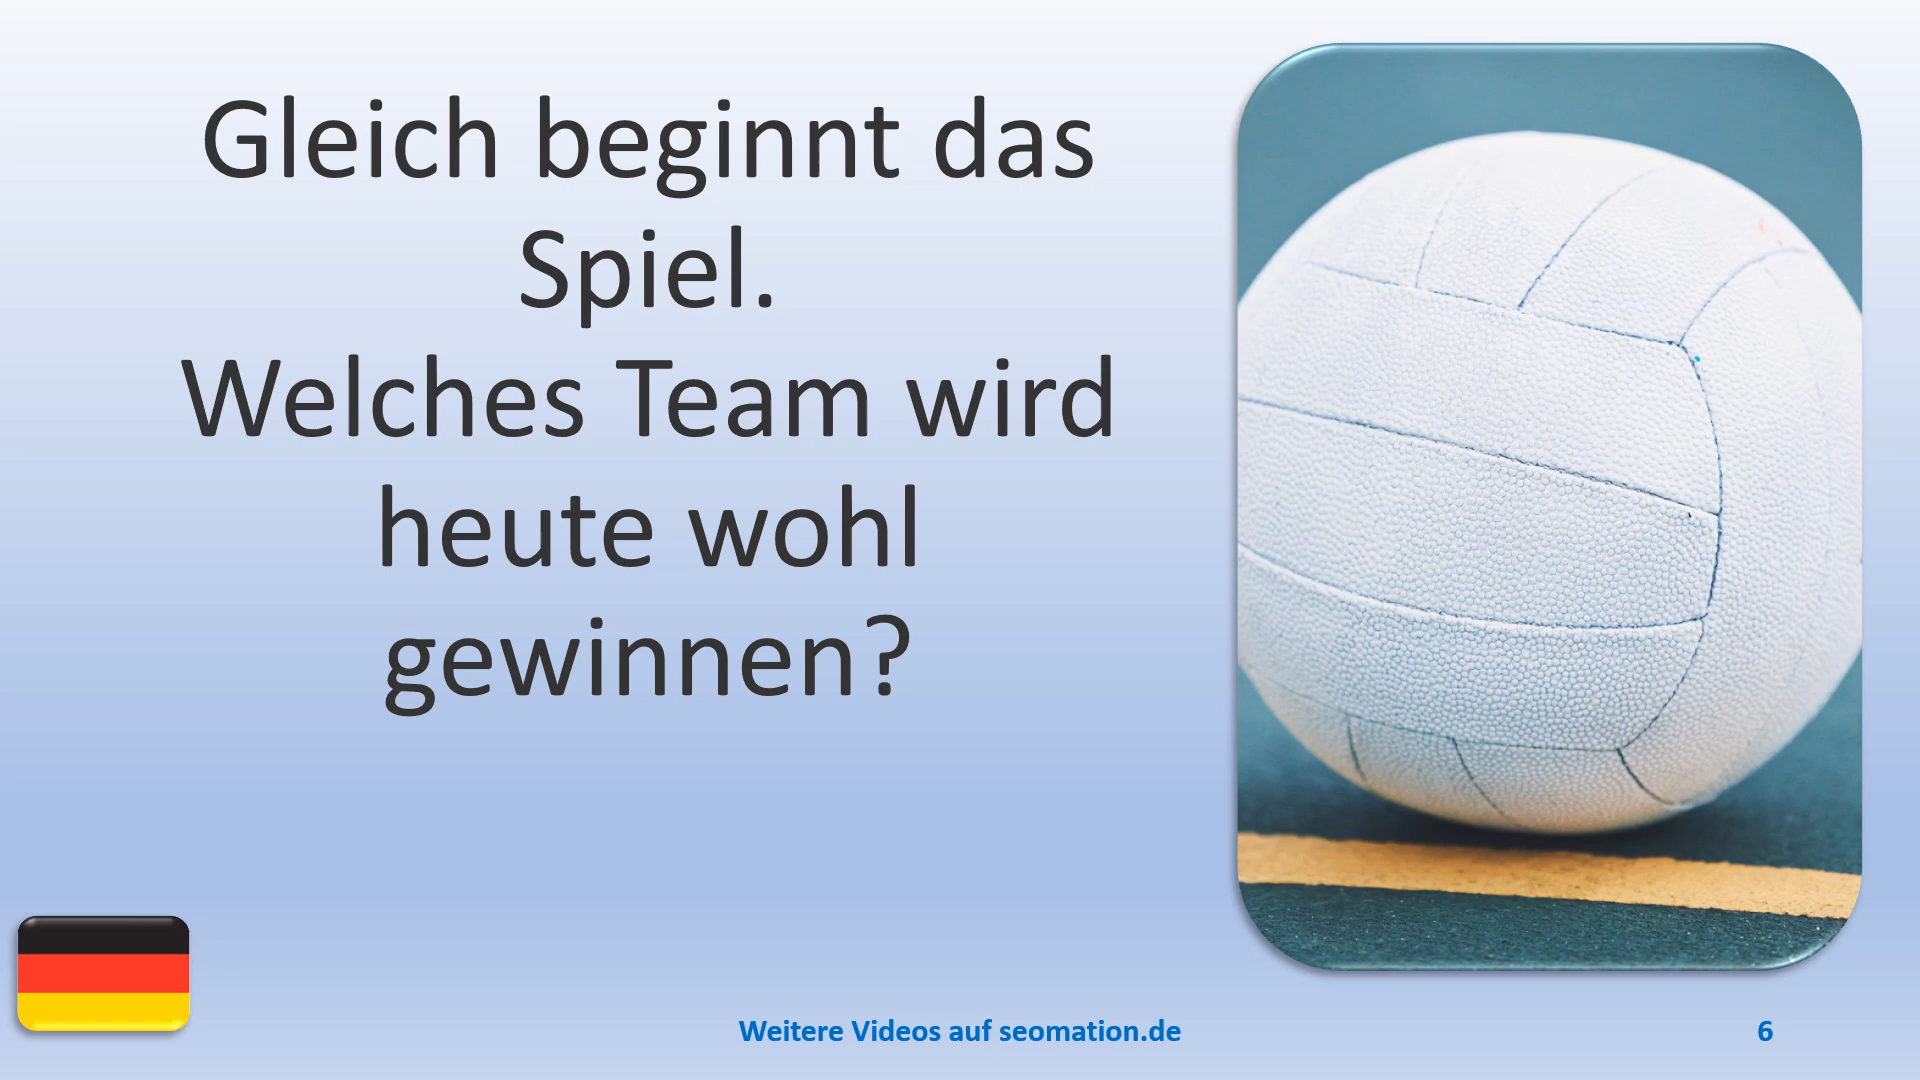 Gleich beginnt das
Spiel.
Welches Team wird
heute wohl
gewinnen?
Weitere Videos auf seomation.de
6